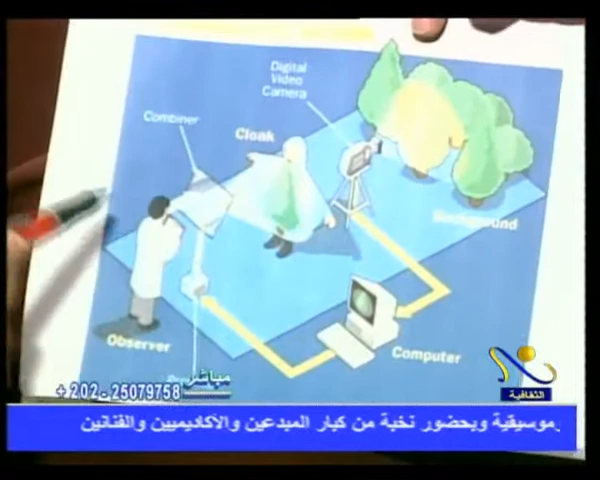 Digital
Video
Camera
Combiner
Cloak
Background
Observer
Computer
مباشر
+ 202 - 25079758
الثقافية
موسيقية وبحضور نخبة من كبار المبدعين والأكاديميين والفنانين